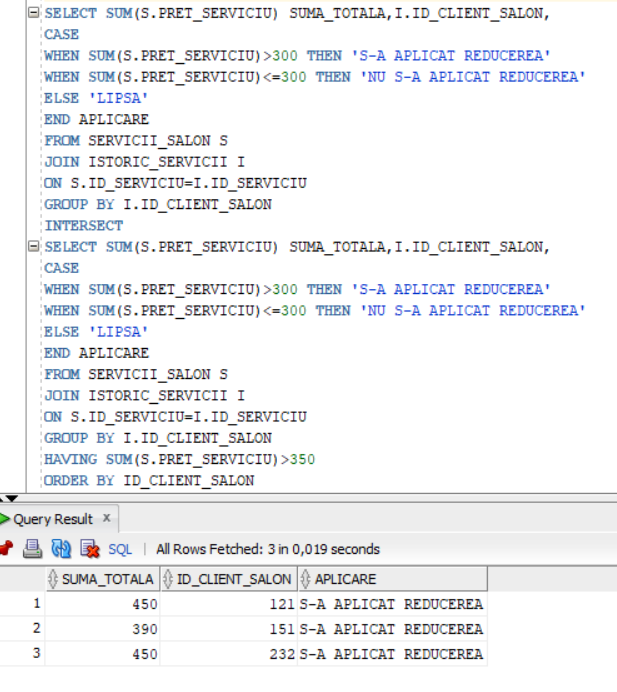 SELECT SUM(S.PRET_SERVICIU) SUMA_TOTALA,I.ID_CLIENT_SALON,
CASE
WHEN SUM(S.PRET_SERVICIU)>300 THEN 'S-A APLICAT REDUCEREA'
WHEN SUM(S.PRET_SERVICIU)<=300 THEN 'NU S-A APLICAT REDUCEREA'
ELSE 'LIPSA'
END APLICARE
FROM SERVICII_SALON S
JOIN ISTORIC_SERVICII I
ON S.ID_SERVICIU=I.ID_SERVICIU
GROUP BY I.ID_CLIENT_SALON
INTERSECT
SELECT SUM(S.PRET_SERVICIU) SUMA_TOTALA,I.ID_CLIENT_SALON,
CASE
WHEN SUM(S.PRET_SERVICIU)>300 THEN 'S-A APLICAT REDUCEREA'
WHEN SUM(S.PRET_SERVICIU)<=300 THEN 'NU S-A APLICAT REDUCEREA'
ELSE 'LIPSA'
END APLICARE
FROM SERVICII_SALON S
JOIN ISTORIC_SERVICII I
ON S.ID_SERVICIU=I.ID_SERVICIU
GROUP BY I.ID_CLIENT_SALON
HAVING SUM(S.PRET_SERVICIU)>350
ORDER BY ID_CLIENT_SALON
Query Result x
SQL | All Rows Fetched: 3 in 0,019 seconds
SUMA_TOTALA ID_CLIENT_SALON APLICARE
1 450 121 S-A APLICAT REDUCEREA
2 390 151 S-A APLICAT REDUCEREA
3 450 232 S-A APLICAT REDUCEREA